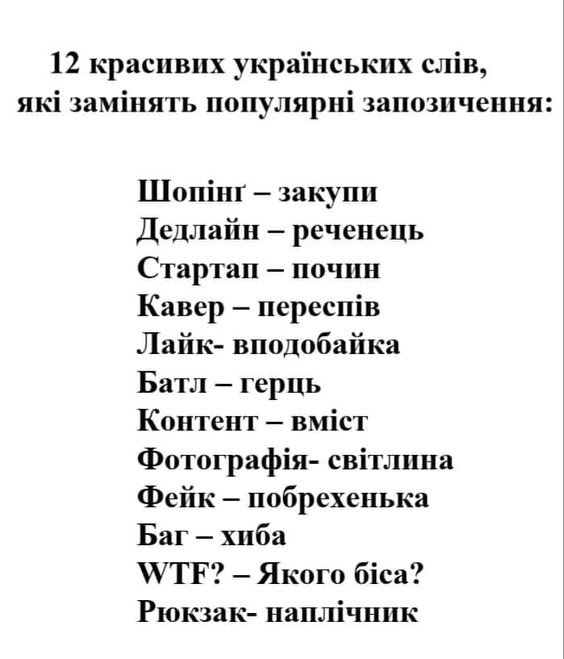 12 красивих українських слів,
які замінять популярні запозичення:
Шопінґ – закупи
Дедлайн – реченець
Стартап – почин
Кавер – переспів
Лайк- вподобайка
Батл – герць
Контент – вміст
Фотографія- світлина
Фейк – побрехенька
Баг – хиба
WTF? – Якого біса?
Рюкзак- наплічник